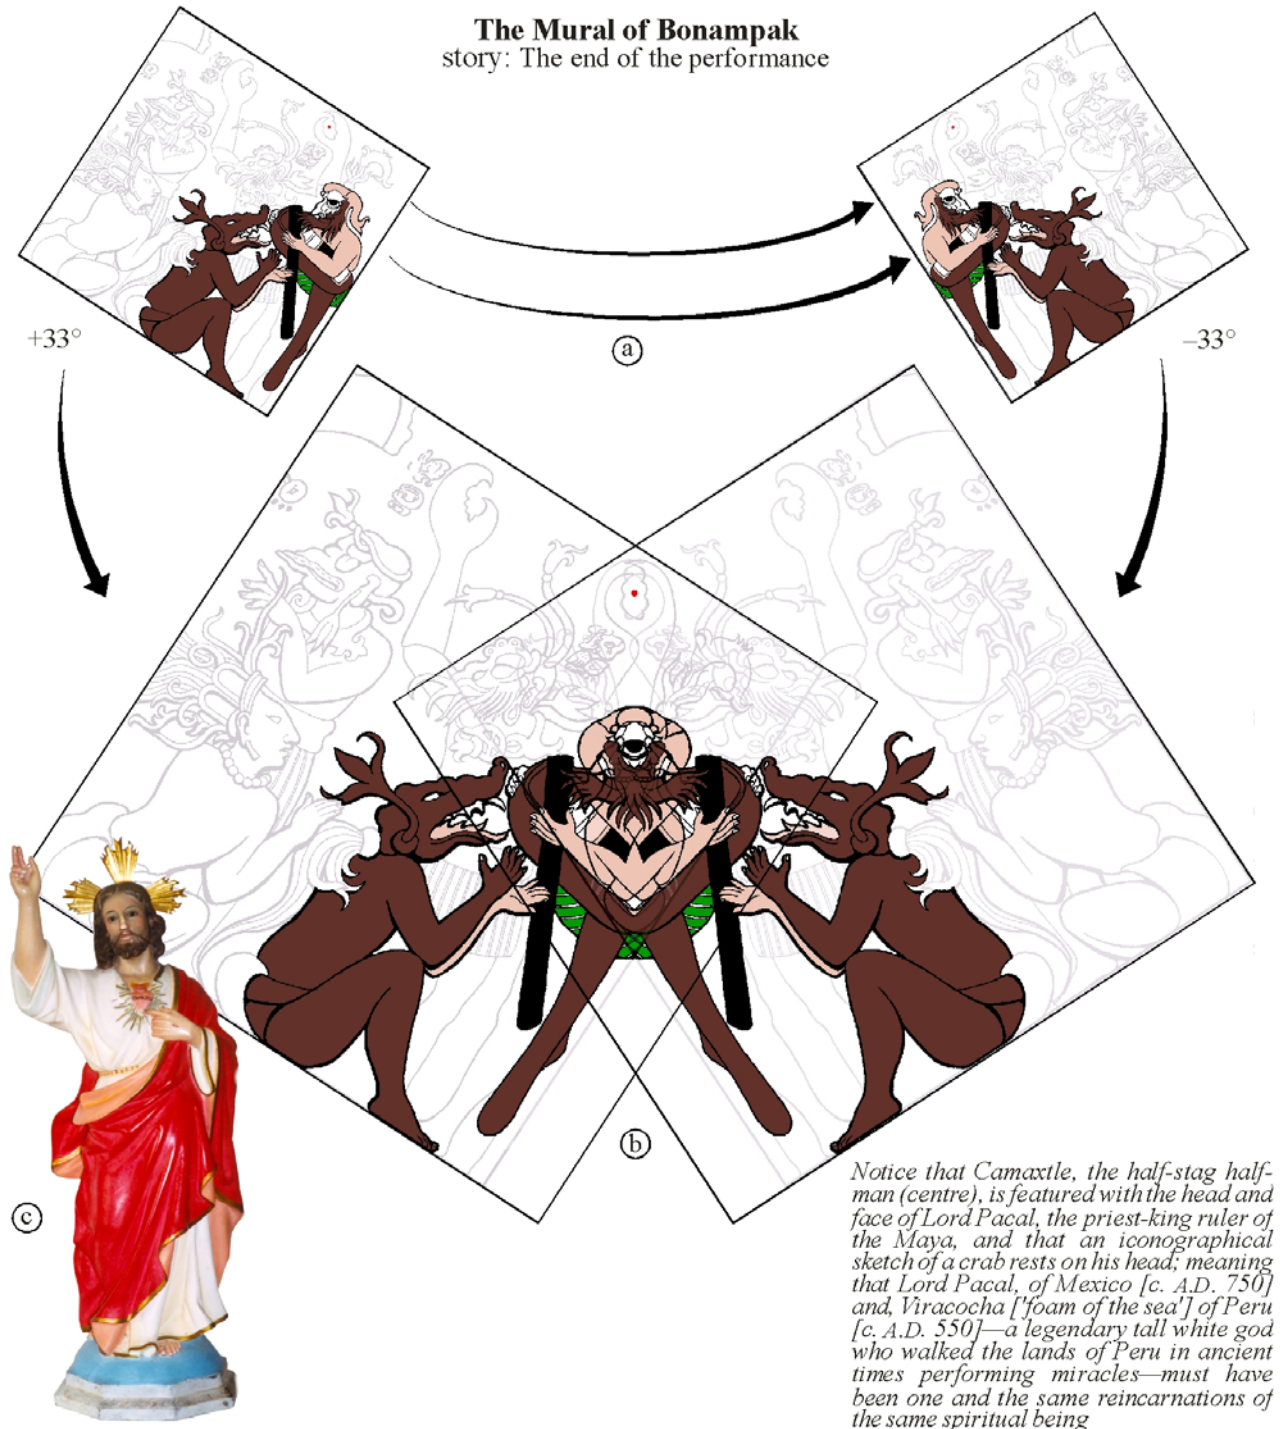 The Mural of Bonampak
story: The end of the performance
+33°
–33°
a
b
c
Notice that Camaxtle, the half-stag half-
man (centre), is featured with the head and
face of Lord Pacal, the priest-king ruler of
the Maya, and that an iconographical
sketch of a crab rests on his head; meaning
that Lord Pacal, of Mexico [c. A.D. 750]
and, Viracocha ['foam of the sea'] of Peru
[c. A.D. 550]—a legendary tall white god
who walked the lands of Peru in ancient
times performing miracles—must have
been one and the same reincarnations of
the same spiritual being